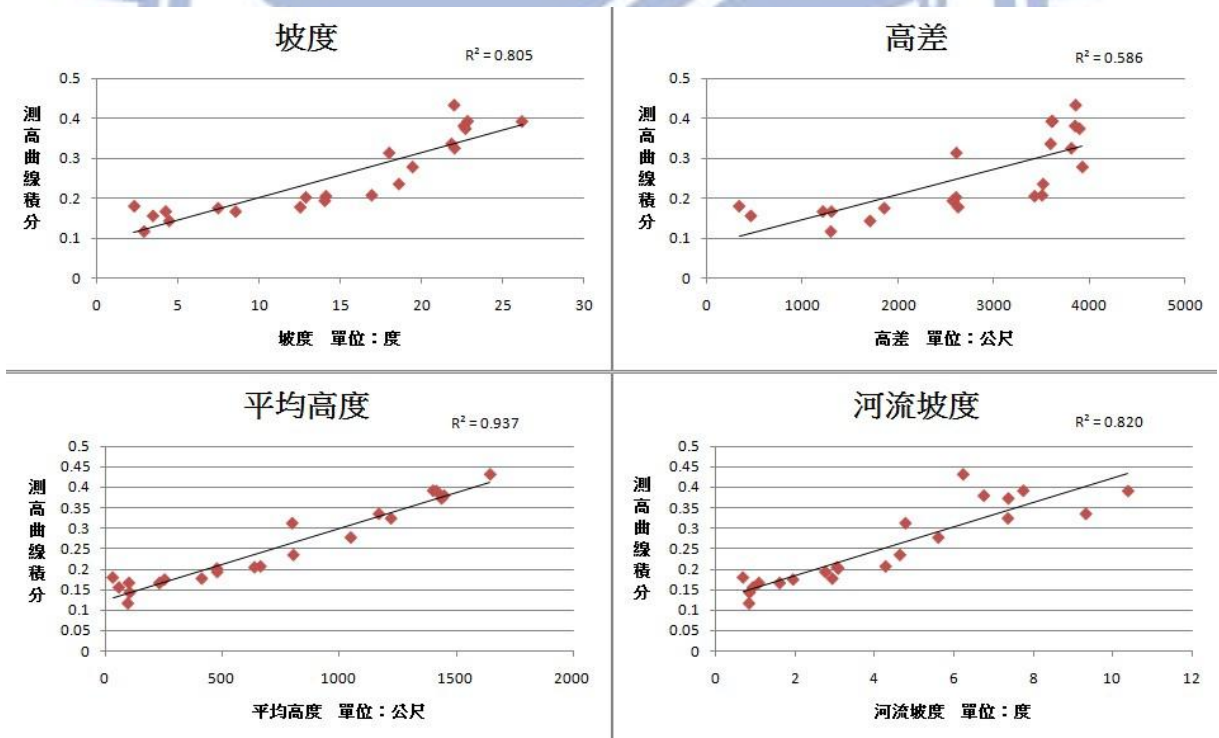 坡度
R² = 0.805
測高曲線積分
0.5
0.4
0.3
0.2
0.1
0
0 5 10 15 20 25 30
坡度 單位：度
高差
R² = 0.586
測高曲線積分
0.5
0.4
0.3
0.2
0.1
0
0 1000 2000 3000 4000 5000
高差 單位：公尺
平均高度
R² = 0.937
測高曲線積分
0.5
0.45
0.4
0.35
0.3
0.25
0.2
0.15
0.1
0.05
0
0 500 1000 1500 2000
平均高度 單位：公尺
河流坡度
R² = 0.820
測高曲線積分
0.5
0.45
0.4
0.35
0.3
0.25
0.2
0.15
0.1
0.05
0
0 2 4 6 8 10 12
河流坡度 單位：度